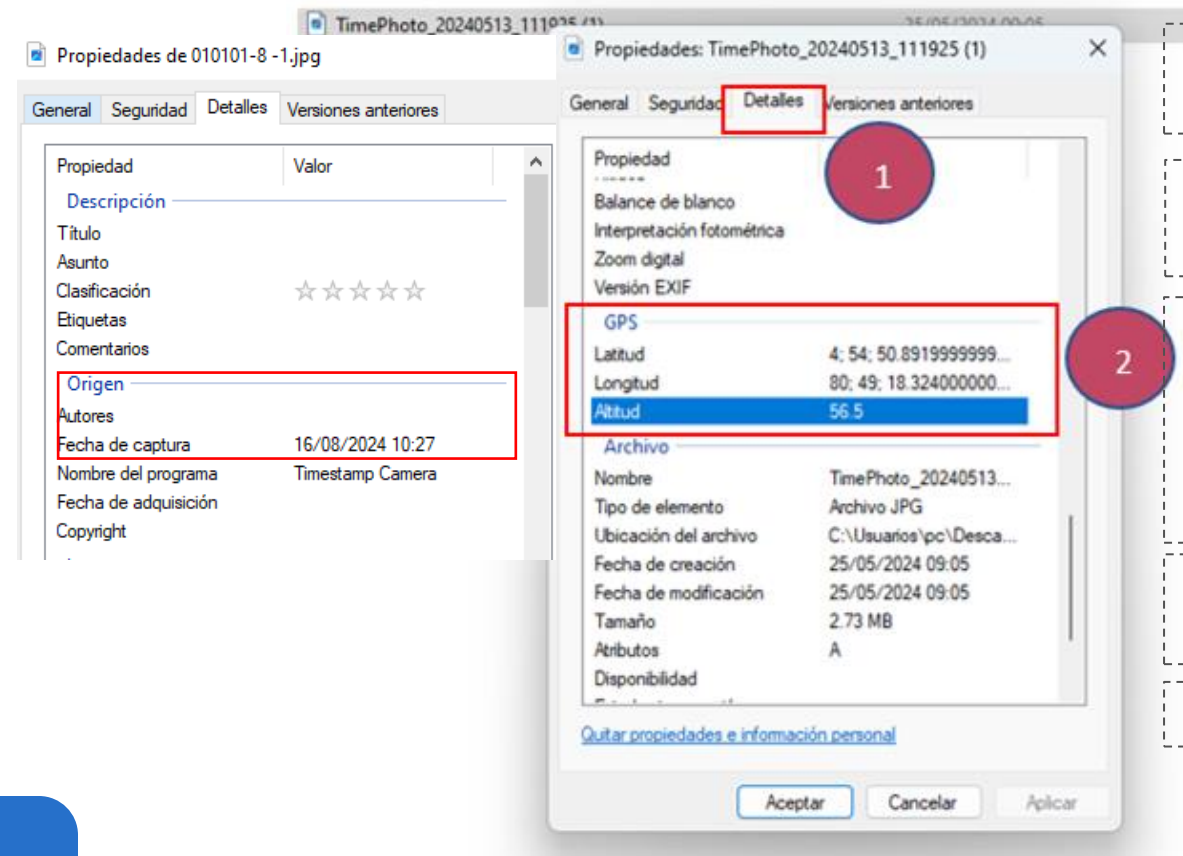 TimePhoto_20240513_111925 (1) 25/05/2024 09:05
Propiedades de 010101-8 -1.jpg
General Seguridad Detalles Versiones anteriores
Propiedad Valor
Descripción
Título
Asunto
Clasificación
Etiquetas
Comentarios
Origen
Autores
Fecha de captura 16/08/2024 10:27
Nombre del programa Timestamp Camera
Fecha de adquisición
Copyright
Propiedades: TimePhoto_20240513_111925 (1)
General Seguridad Detalles Versiones anteriores
1
Propiedad
Balance de blanco
Interpretación fotométrica
Zoom digital
Versión EXIF
GPS
Latitud 4; 54; 50.8919999999...
Longitud 80; 49; 18.324000000...
Altitud 56.5
2
Archivo
Nombre TimePhoto_20240513...
Tipo de elemento Archivo JPG
Ubicación del archivo C:\Usuarios\pc\Desca...
Fecha de creación 25/05/2024 09:05
Fecha de modificación 25/05/2024 09:05
Tamaño 2.73 MB
Atributos A
Disponibilidad
Quitar propiedades e información personal
Aceptar Cancelar Aplicar